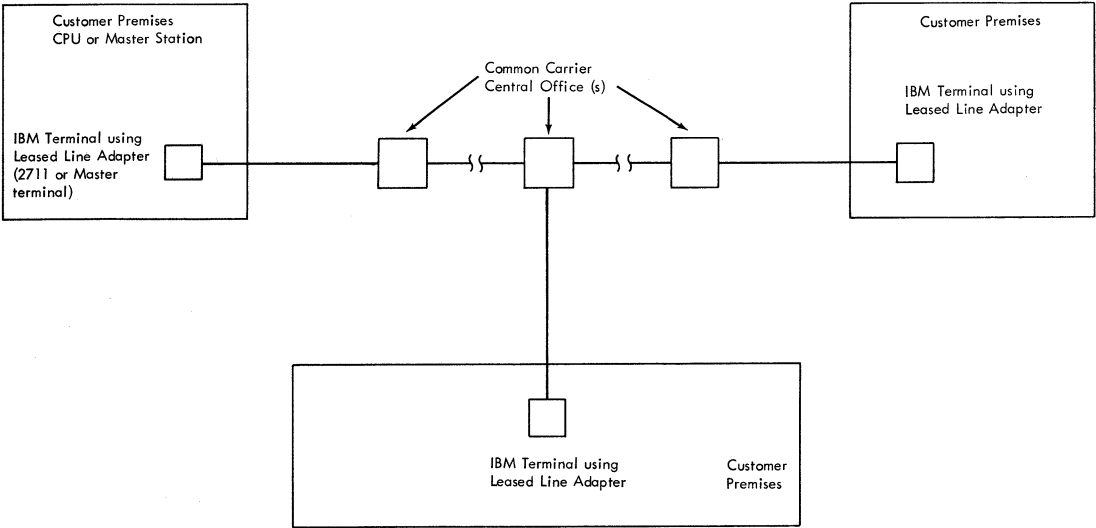 Customer Premises
CPU or Master Station
IBM Terminal using
Leased Line Adapter
(2711 or Master
terminal)
Common Carrier
Central Office (s)
Customer Premises
IBM Terminal using
Leased Line Adapter
IBM Terminal using
Leased Line Adapter
Customer
Premises